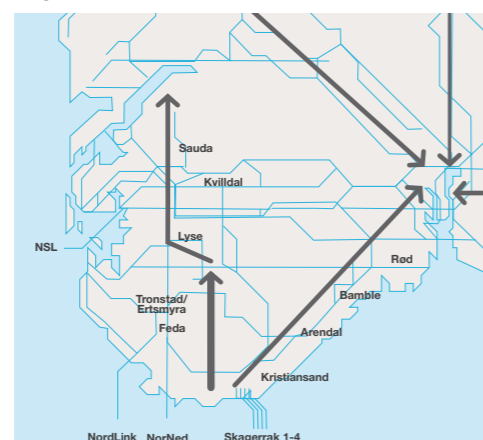 Sauda
Kvilldal
Lyse
NSL
Rød
Tronstad/
Ertsmyra
Bamble
Feda
Arendal
Kristiansand
NordLink
NorNed
Skagerrak 1-4